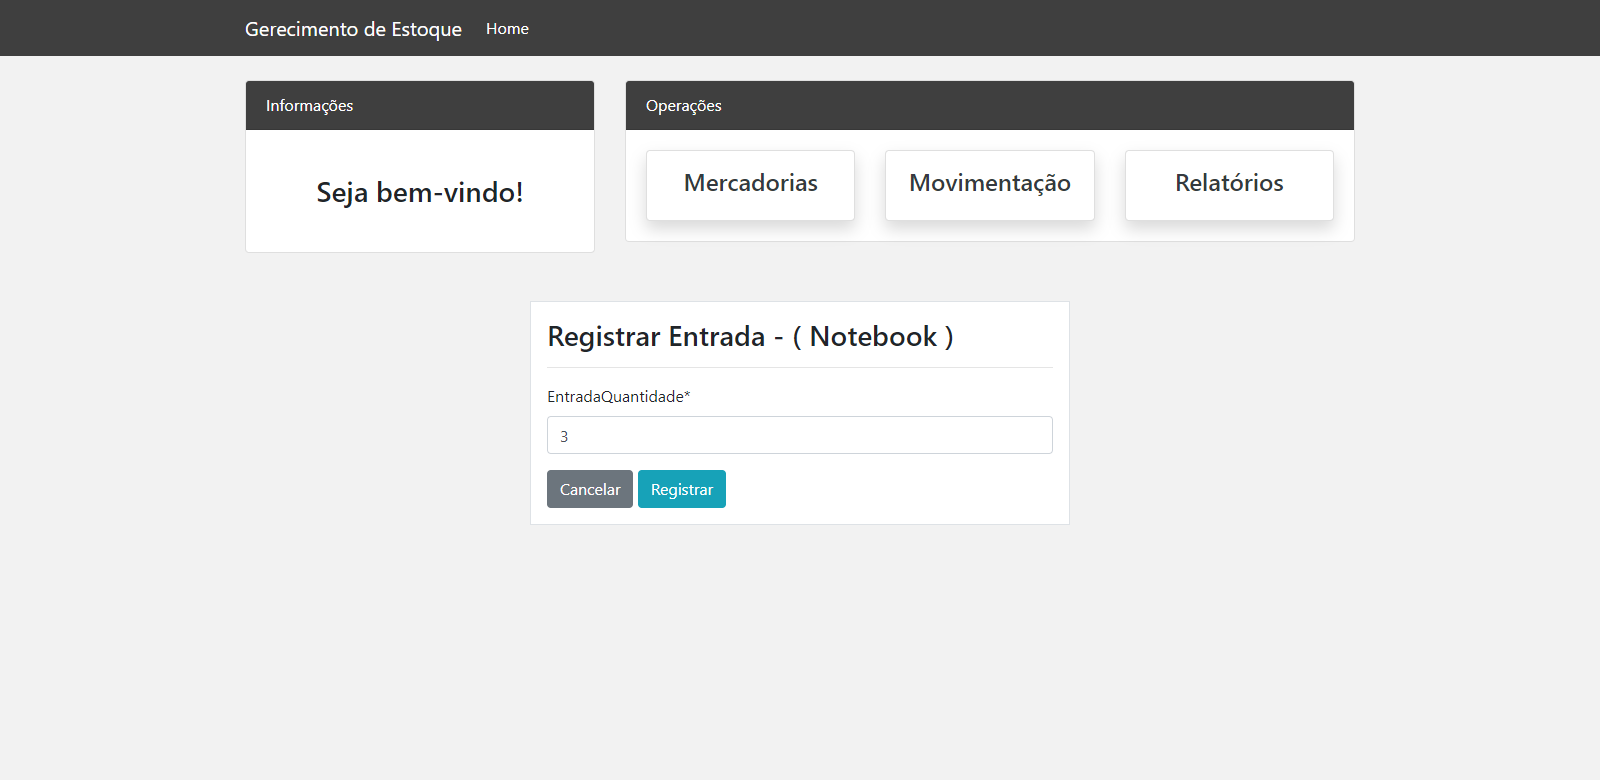 Gerecimento de Estoque Home
Informações
Seja bem-vindo!
Operações
Mercadorias
Movimentação
Relatórios
Registrar Entrada - ( Notebook )
EntradaQuantidade*
3
Cancelar Registrar